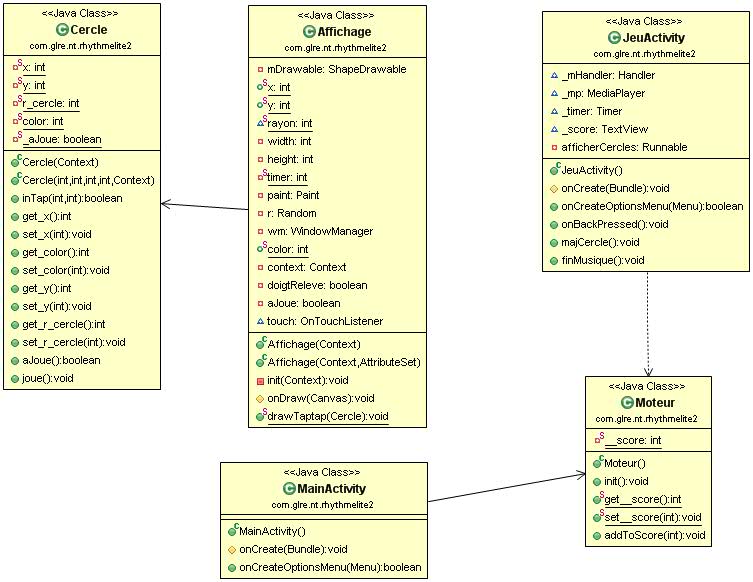 <<Java Class>>
Cercle
com.glre.nt.rhythmelite2
x: int
y: int
r_cercle: int
color: int
_aJoue: boolean
Cercle(Context)
Cercle(int,int,int,int,Context)
inTap(int,int):boolean
get_x():int
set_x(int):void
get_color():int
set_color(int):void
get_y():int
set_y(int):void
get_r_cercle():int
set_r_cercle(int):void
aJoue():boolean
joue():void
<<Java Class>>
Affichage
com.glre.nt.rhythmelite2
mDrawable: ShapeDrawable
x: int
y: int
rayon: int
width: int
height: int
timer: int
paint: Paint
r: Random
wm: WindowManager
color: int
context: Context
doigtReleve: boolean
aJoue: boolean
touch: OnTouchListener
Affichage(Context)
Affichage(Context,AttributeSet)
init(Context):void
onDraw(Canvas):void
drawTaptap(Cercle):void
<<Java Class>>
JeuActivity
com.glre.nt.rhythmelite2
_mHandler: Handler
_mp: MediaPlayer
_timer: Timer
_score: TextView
afficherCercles: Runnable
JeuActivity()
onCreate(Bundle):void
onCreateOptionsMenu(Menu):boolean
onBackPressed():void
majCercle():void
finMusique():void
<<Java Class>>
Moteur
com.glre.nt.rhythmelite2
__score: int
Moteur()
init():void
get__score():int
set__score(int):void
addToScore(int):void
<<Java Class>>
MainActivity
com.glre.nt.rhythmelite2
MainActivity()
onCreate(Bundle):void
onCreateOptionsMenu(Menu):boolean